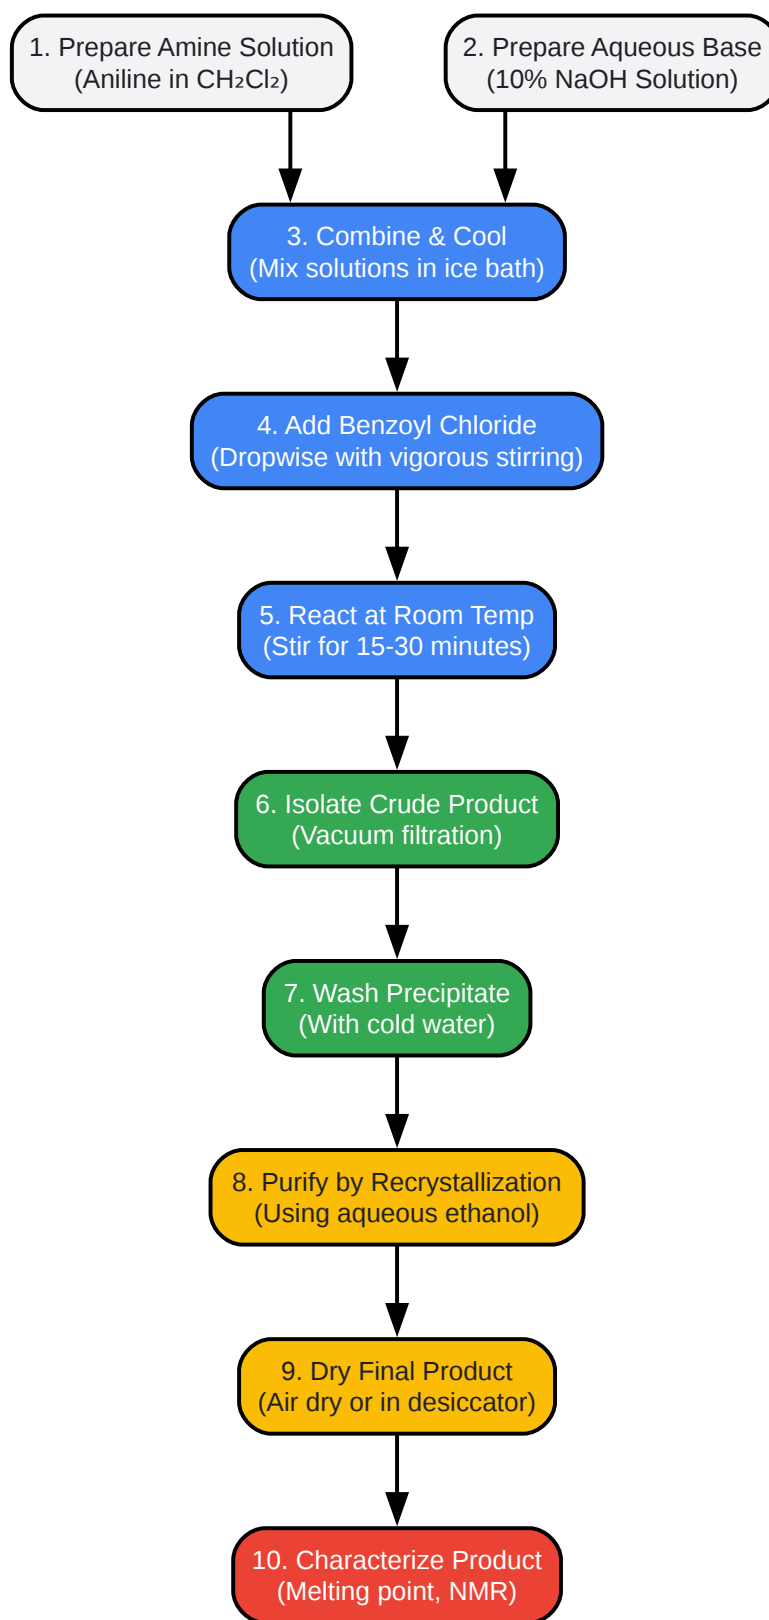 1. Prepare Amine Solution
(Aniline in CH₂Cl₂)
2. Prepare Aqueous Base
(10% NaOH Solution)
3. Combine & Cool
(Mix solutions in ice bath)
4. Add Benzoyl Chloride
(Dropwise with vigorous stirring)
5. React at Room Temp
(Stir for 15-30 minutes)
6. Isolate Crude Product
(Vacuum filtration)
7. Wash Precipitate
(With cold water)
8. Purify by Recrystallization
(Using aqueous ethanol)
9. Dry Final Product
(Air dry or in desiccator)
10. Characterize Product
(Melting point, NMR)